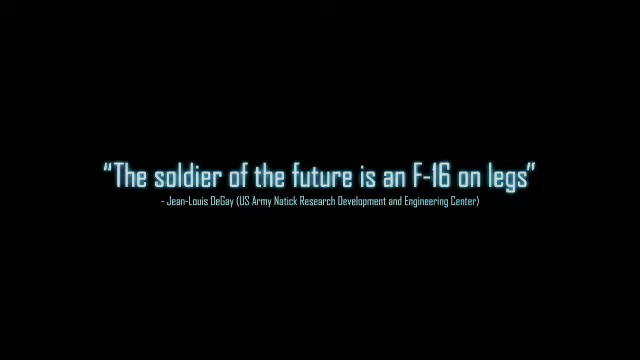 “The soldier of the future is an F-16 on legs”
- Jean-Louis DeGay (US Army Natick Research Development and Engineering Center)